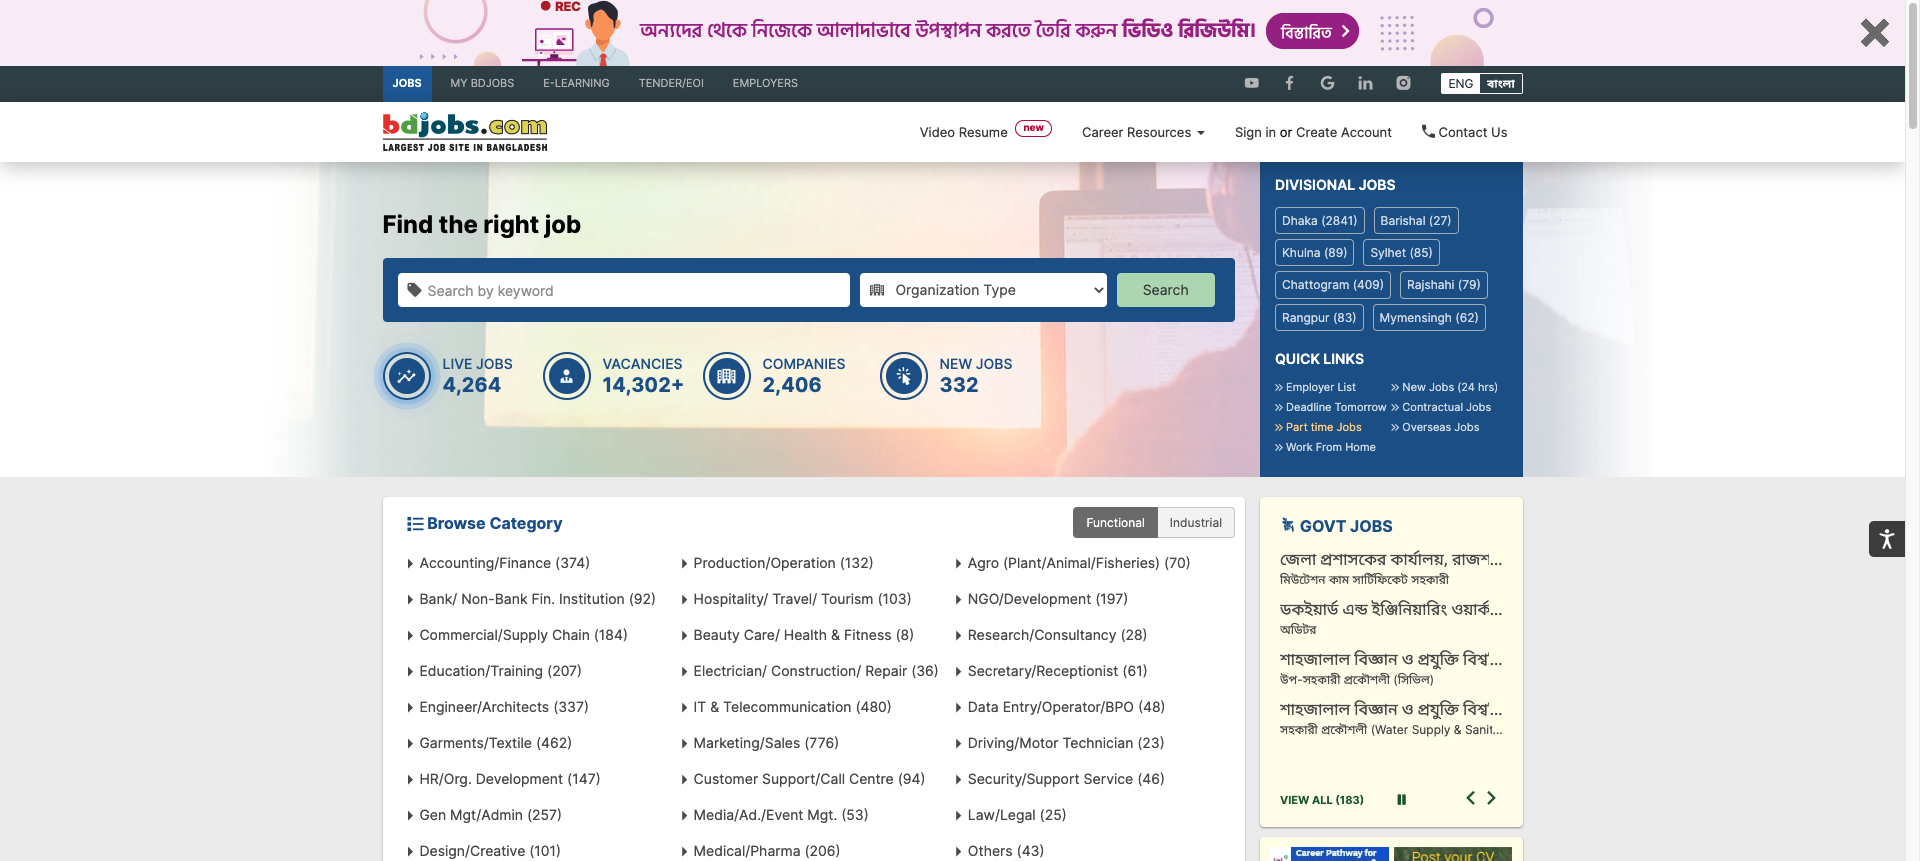 REC
অন্যদের থেকে নিজেকে আলাদাভাবে উপস্থাপন করতে তৈরি করুন ভিডিও রিজিউমি।
বিস্তারিত
JOBS MY BDJOBS E-LEARNING TENDER/EOI EMPLOYERS
ENG বাংলা
bdjobs.com
LARGEST JOB SITE IN BANGLADESH
Video Resume new Career Resources Sign in or Create Account Contact Us
Find the right job
Search by keyword Organization Type Search
LIVE JOBS
4,264
VACANCIES
14,302+
COMPANIES
2,406
NEW JOBS
332
DIVISIONAL JOBS
Dhaka (2841) Barishal (27)
Khulna (89) Sylhet (85)
Chattogram (409) Rajshahi (79)
Rangpur (83) Mymensingh (62)
QUICK LINKS
Employer List New Jobs (24 hrs)
Deadline Tomorrow Contractual Jobs
Part time Jobs Overseas Jobs
Work From Home
Browse Category
Functional Industrial
Accounting/Finance (374) Production/Operation (132) Agro (Plant/Animal/Fisheries) (70)
Bank/ Non-Bank Fin. Institution (92) Hospitality/ Travel/ Tourism (103) NGO/Development (197)
Commercial/Supply Chain (184) Beauty Care/ Health & Fitness (8) Research/Consultancy (28)
Education/Training (207) Electrician/ Construction/ Repair (36) Secretary/Receptionist (61)
Engineer/Architects (337) IT & Telecommunication (480) Data Entry/Operator/BPO (48)
Garments/Textile (462) Marketing/Sales (776) Driving/Motor Technician (23)
HR/Org. Development (147) Customer Support/Call Centre (94) Security/Support Service (46)
Gen Mgt/Admin (257) Media/Ad./Event Mgt. (53) Law/Legal (25)
Design/Creative (101) Medical/Pharma (206) Others (43)
GOVT JOBS
জেলা প্রশাসকের কার্যালয়, রাজশ...
মিউটেশন কাম সার্টিফিকেট সহকারী
ডকইয়ার্ড এন্ড ইঞ্জিনিয়ারিং ওয়ার্ক...
অডিটর
শাহজালাল বিজ্ঞান ও প্রযুক্তি বিশ্ব...
উপ-সহকারী প্রকৌশলী (সিভিল)
শাহজালাল বিজ্ঞান ও প্রযুক্তি বিশ্ব...
সহকারী প্রকৌশলী (Water Supply & Sanit...
VIEW ALL (183)
Career Pathway for
Post your CV